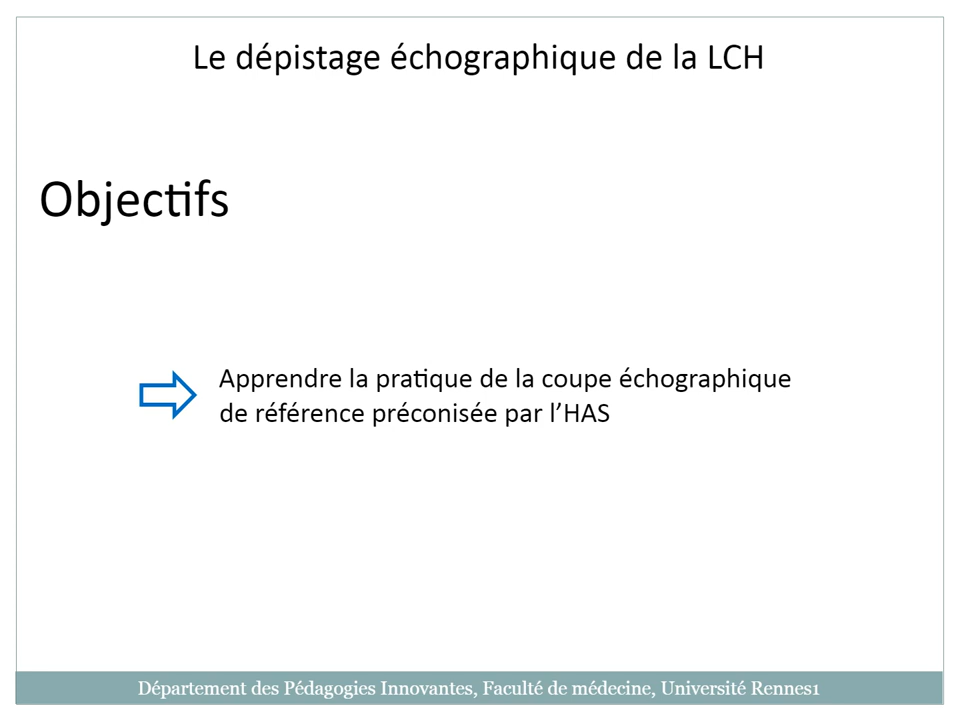 Le dépistage échographique de la LCH
Objectifs
Apprendre la pratique de la coupe échographique
de référence préconisée par l’HAS
Département des Pédagogies Innovantes, Faculté de médecine, Université Rennes1